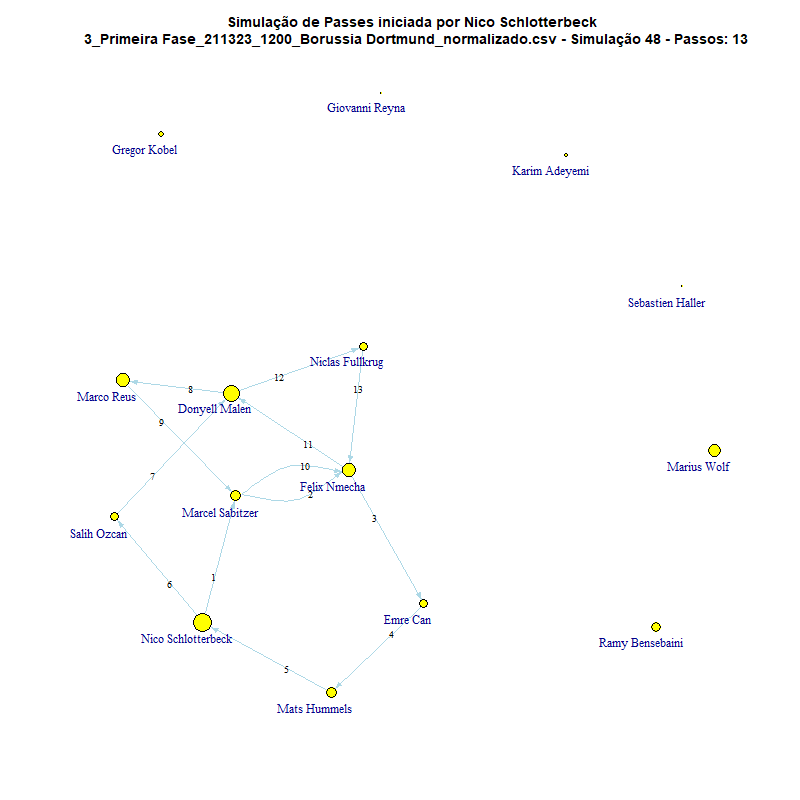 Simulação de Passes iniciada por Nico Schlotterbeck
3_Primeira Fase_211323_1200_Borussia Dortmund_normalizado.csv - Simulação 48 - Passos: 13
Giovanni Reyna
Gregor Kobel
Karim Adeyemi
Sebastien Haller
Niclas Fullkrug
12
13
8
Marco Reus
Donyell Malen
9
11
Marius Wolf
10
7
Felix Nmecha
2
Marcel Sabitzer
3
Salih Ozcan
1
6
Emre Can
4
Nico Schlotterbeck
Ramy Bensebaini
5
Mats Hummels